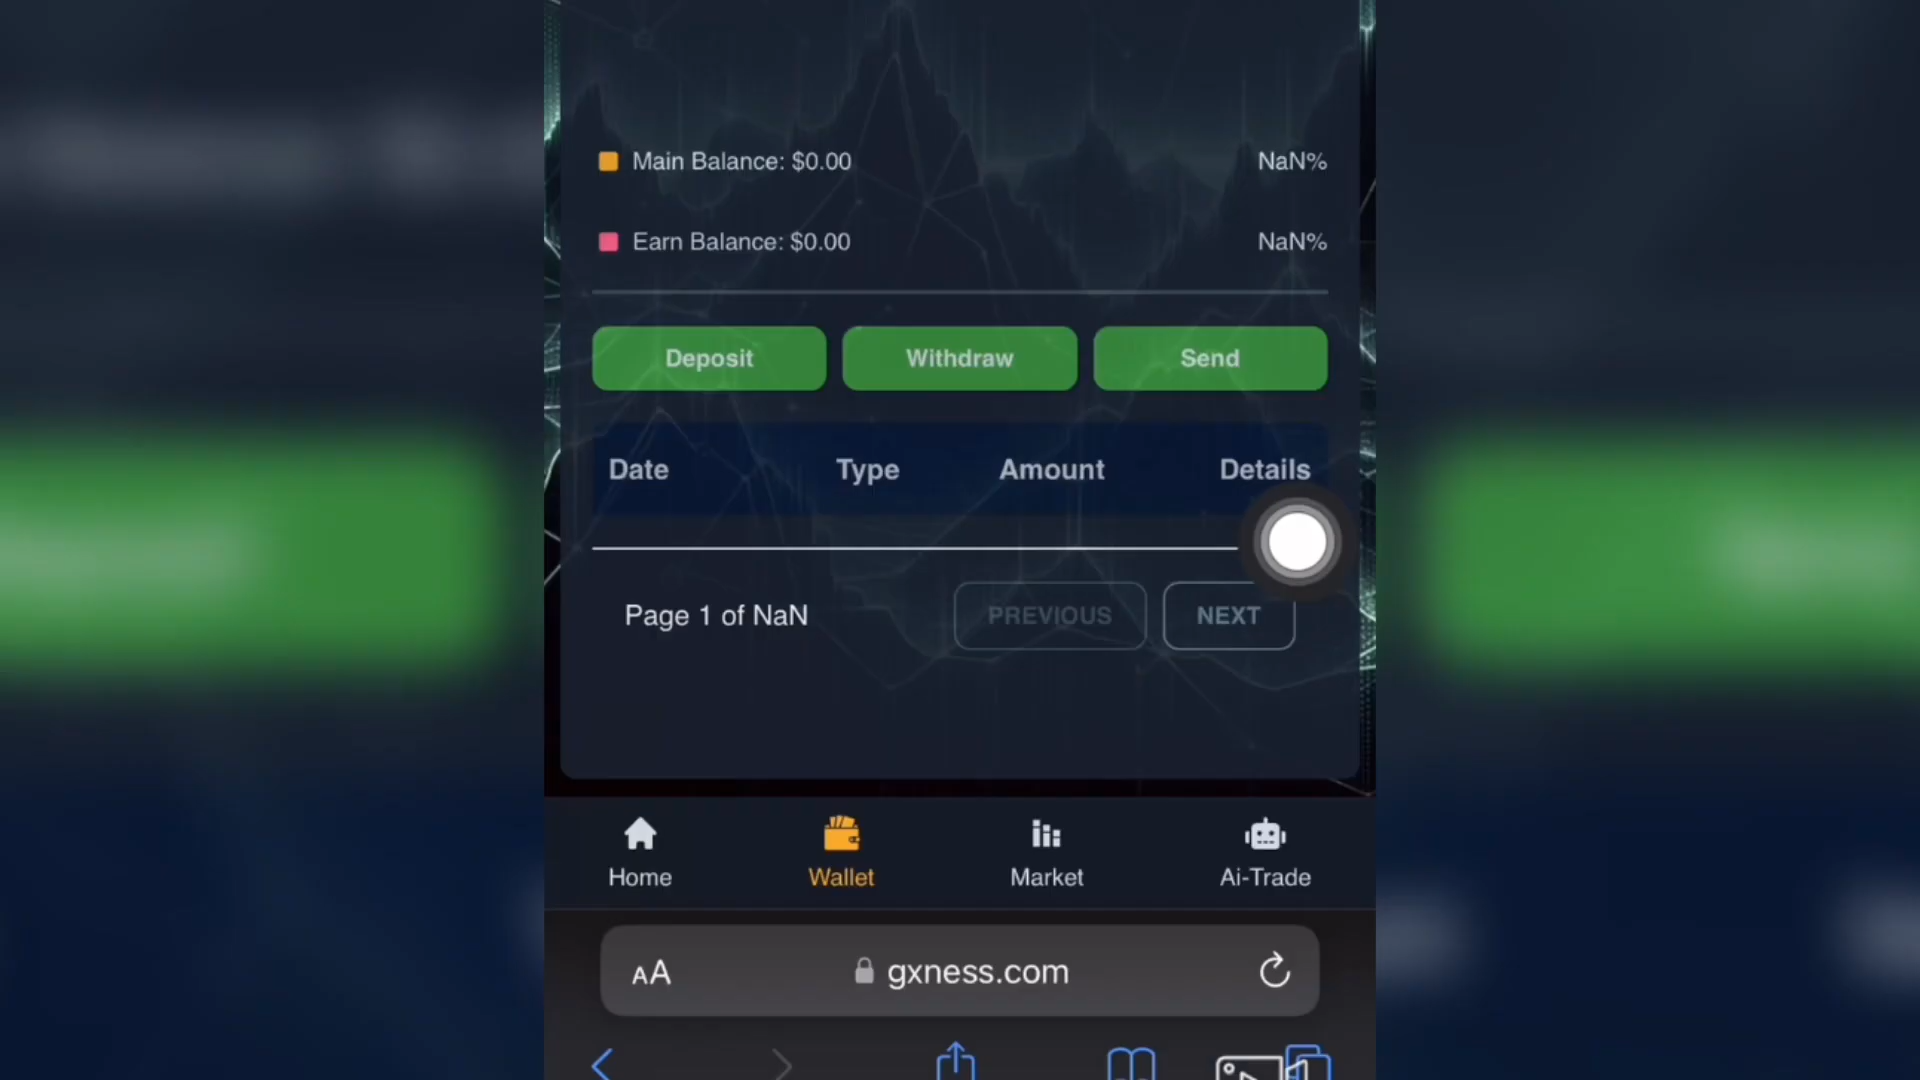 Main Balance: $0.00 NaN%
Earn Balance: $0.00 NaN%
Deposit Withdraw Send
Date Type Amount Details
Page 1 of NaN PREVIOUS NEXT
Home Wallet Market Ai-Trade
AA gxness.com